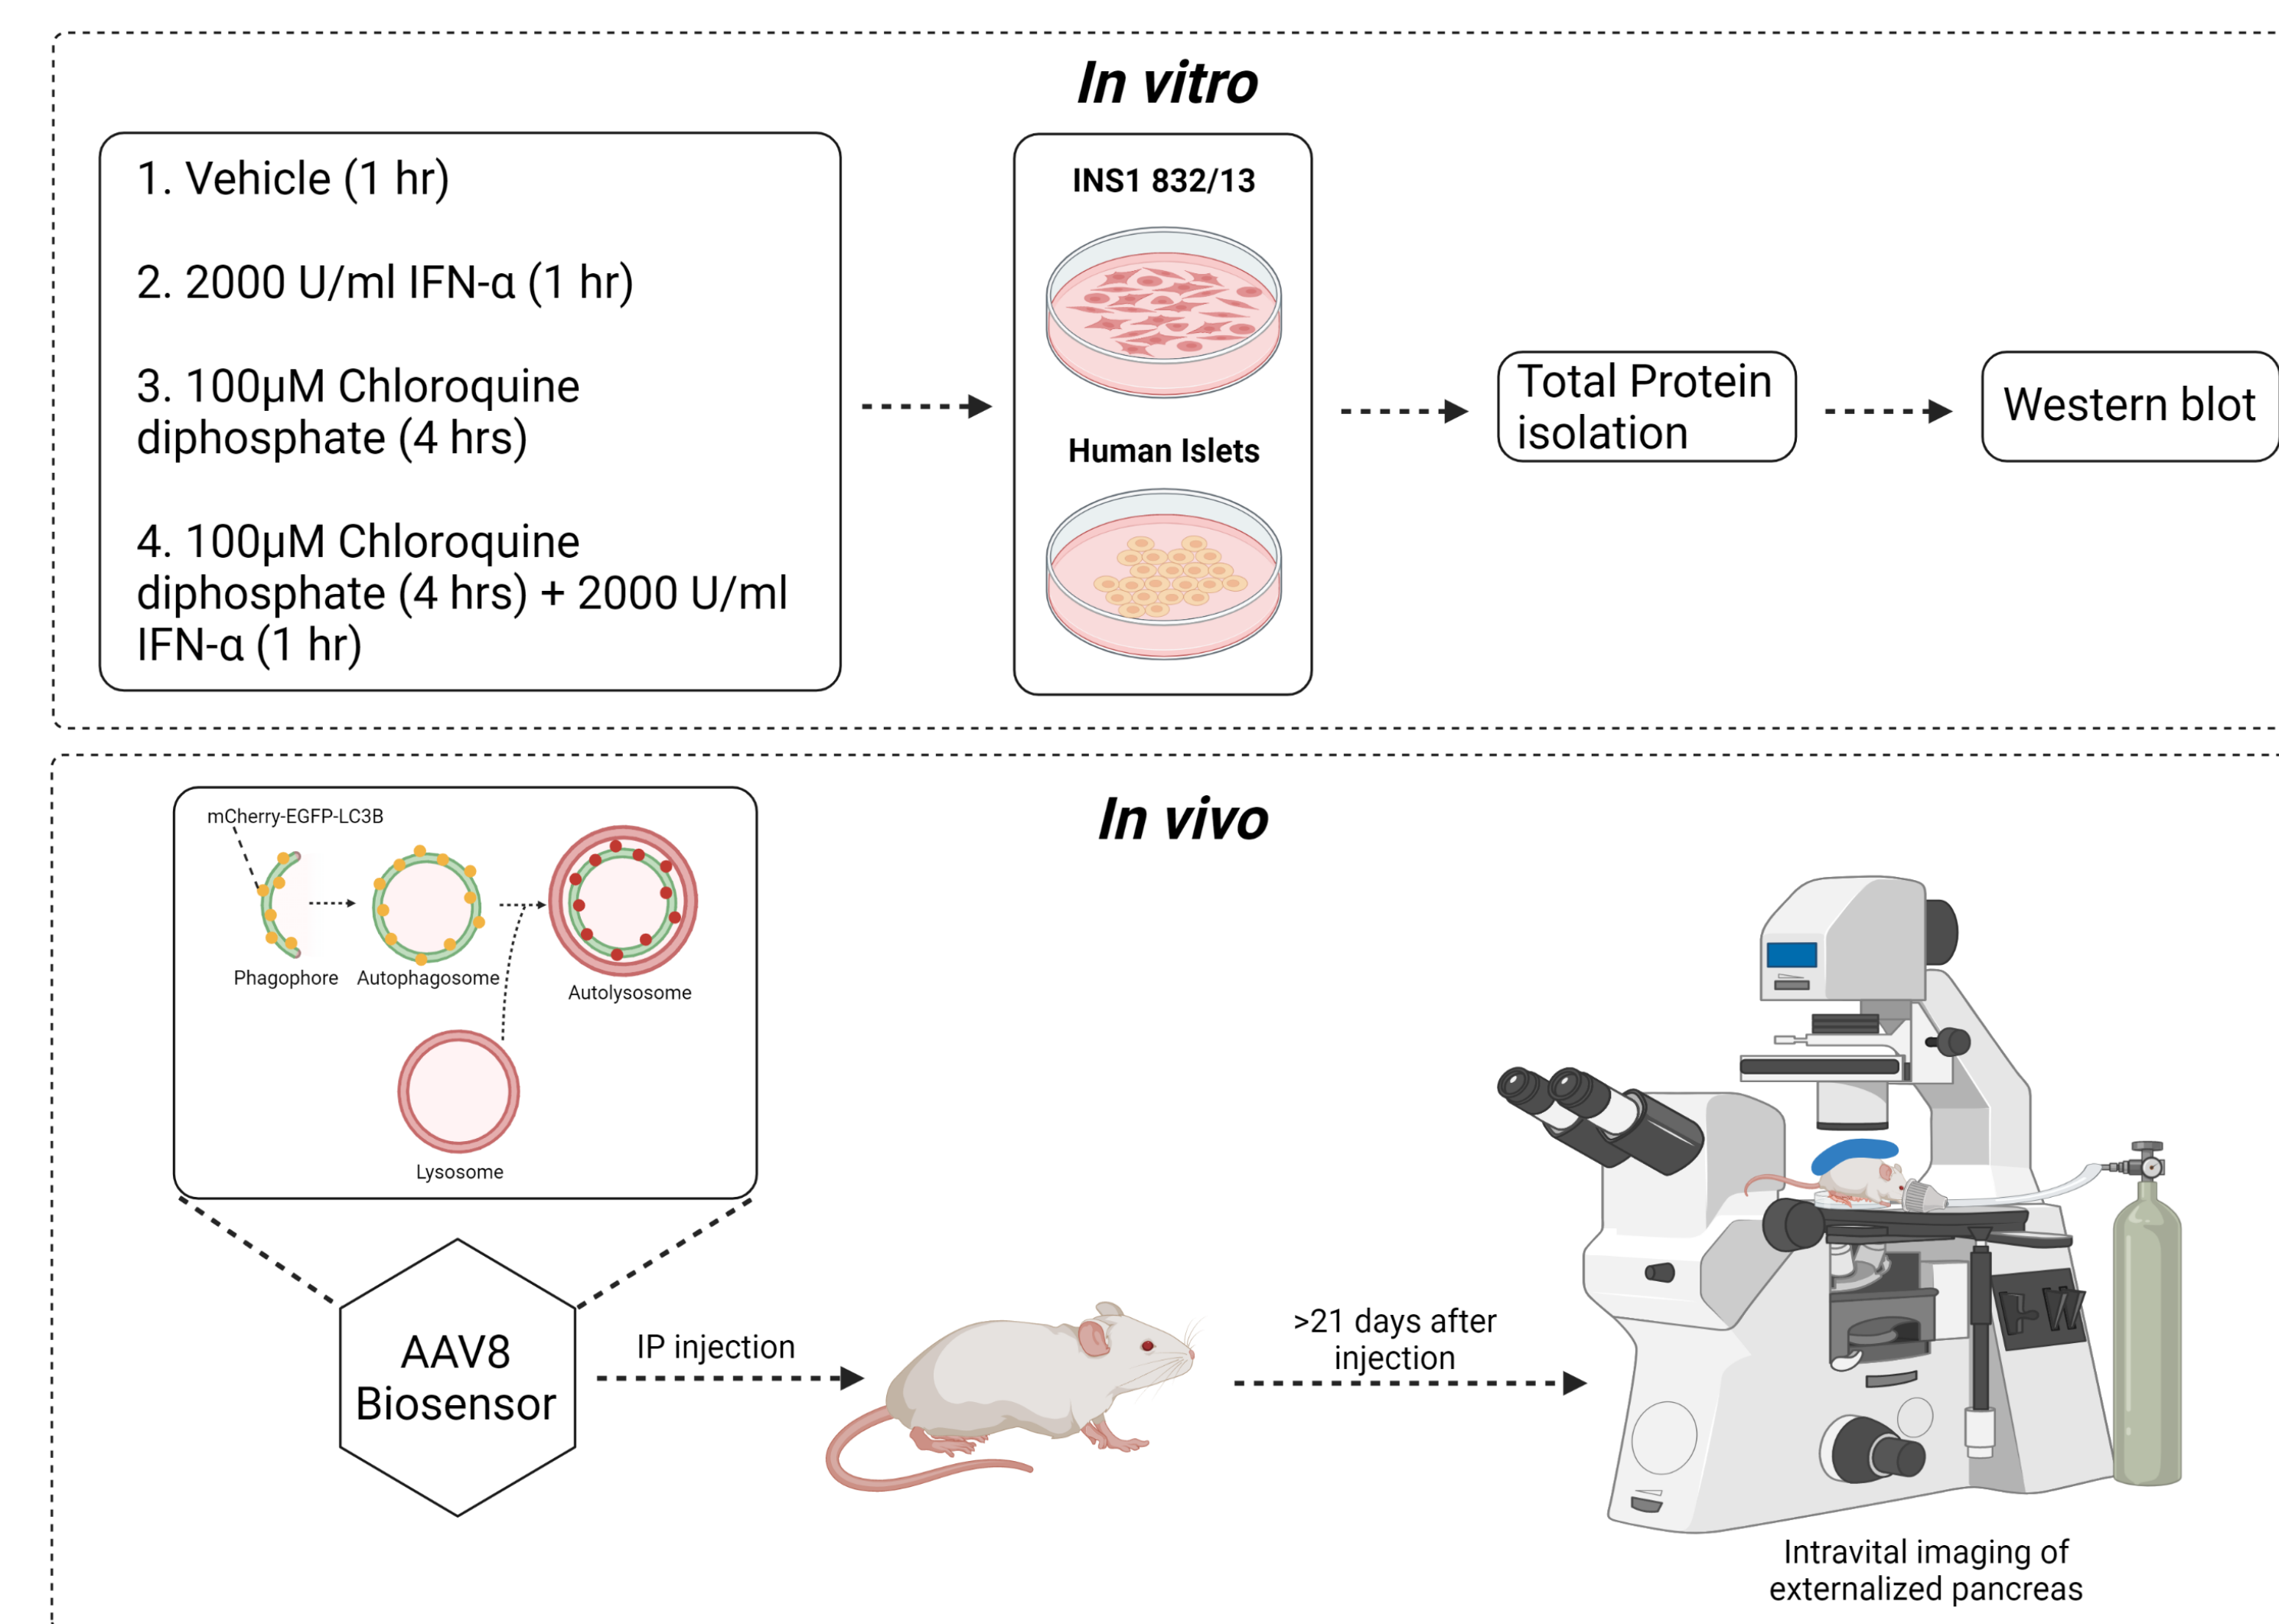 In vitro
1. Vehicle (1 hr)
2. 2000 U/ml IFN-α (1 hr)
3. 100µM Chloroquine
diphosphate (4 hrs)
4. 100µM Chloroquine
diphosphate (4 hrs) + 2000 U/ml
IFN-α (1 hr)
INS1 832/13
Human Islets
Total Protein
isolation
Western blot
In vivo
mCherry-EGFP-LC3B
Phagophore
Autophagosome
Autolysosome
Lysosome
AAV8
Biosensor
IP injection
>21 days after
injection
Intravital imaging of
externalized pancreas